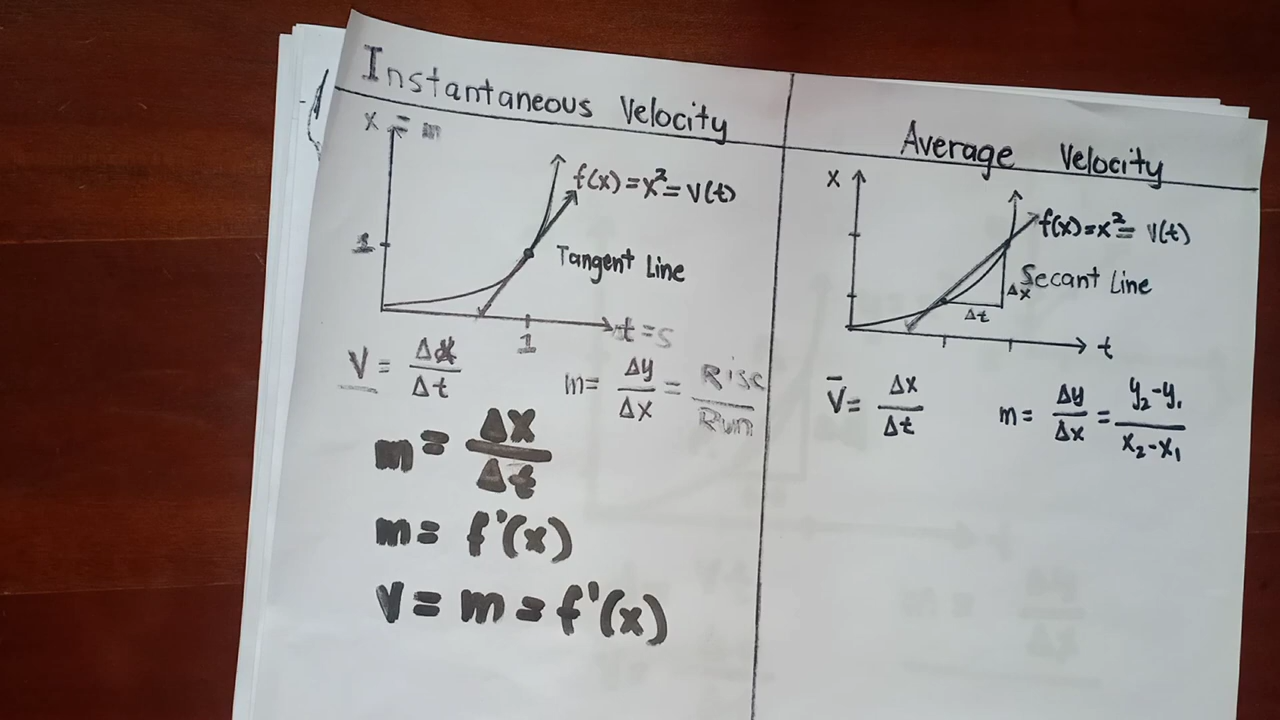 Instantaneous Velocity
x = m
f(x) = x² = v(t)
Tangent Line
1
1
t = s
V = Δx/Δt
m = Δy/Δx = Rise/Run
m = Δx/Δt
m = f'(x)
v = m = f'(x)
Average Velocity
x
f(x) = x² = v(t)
Secant Line
Δx
Δt
t
V̄ = Δx/Δt
m = Δy/Δx = y₂-y₁/x₂-x₁